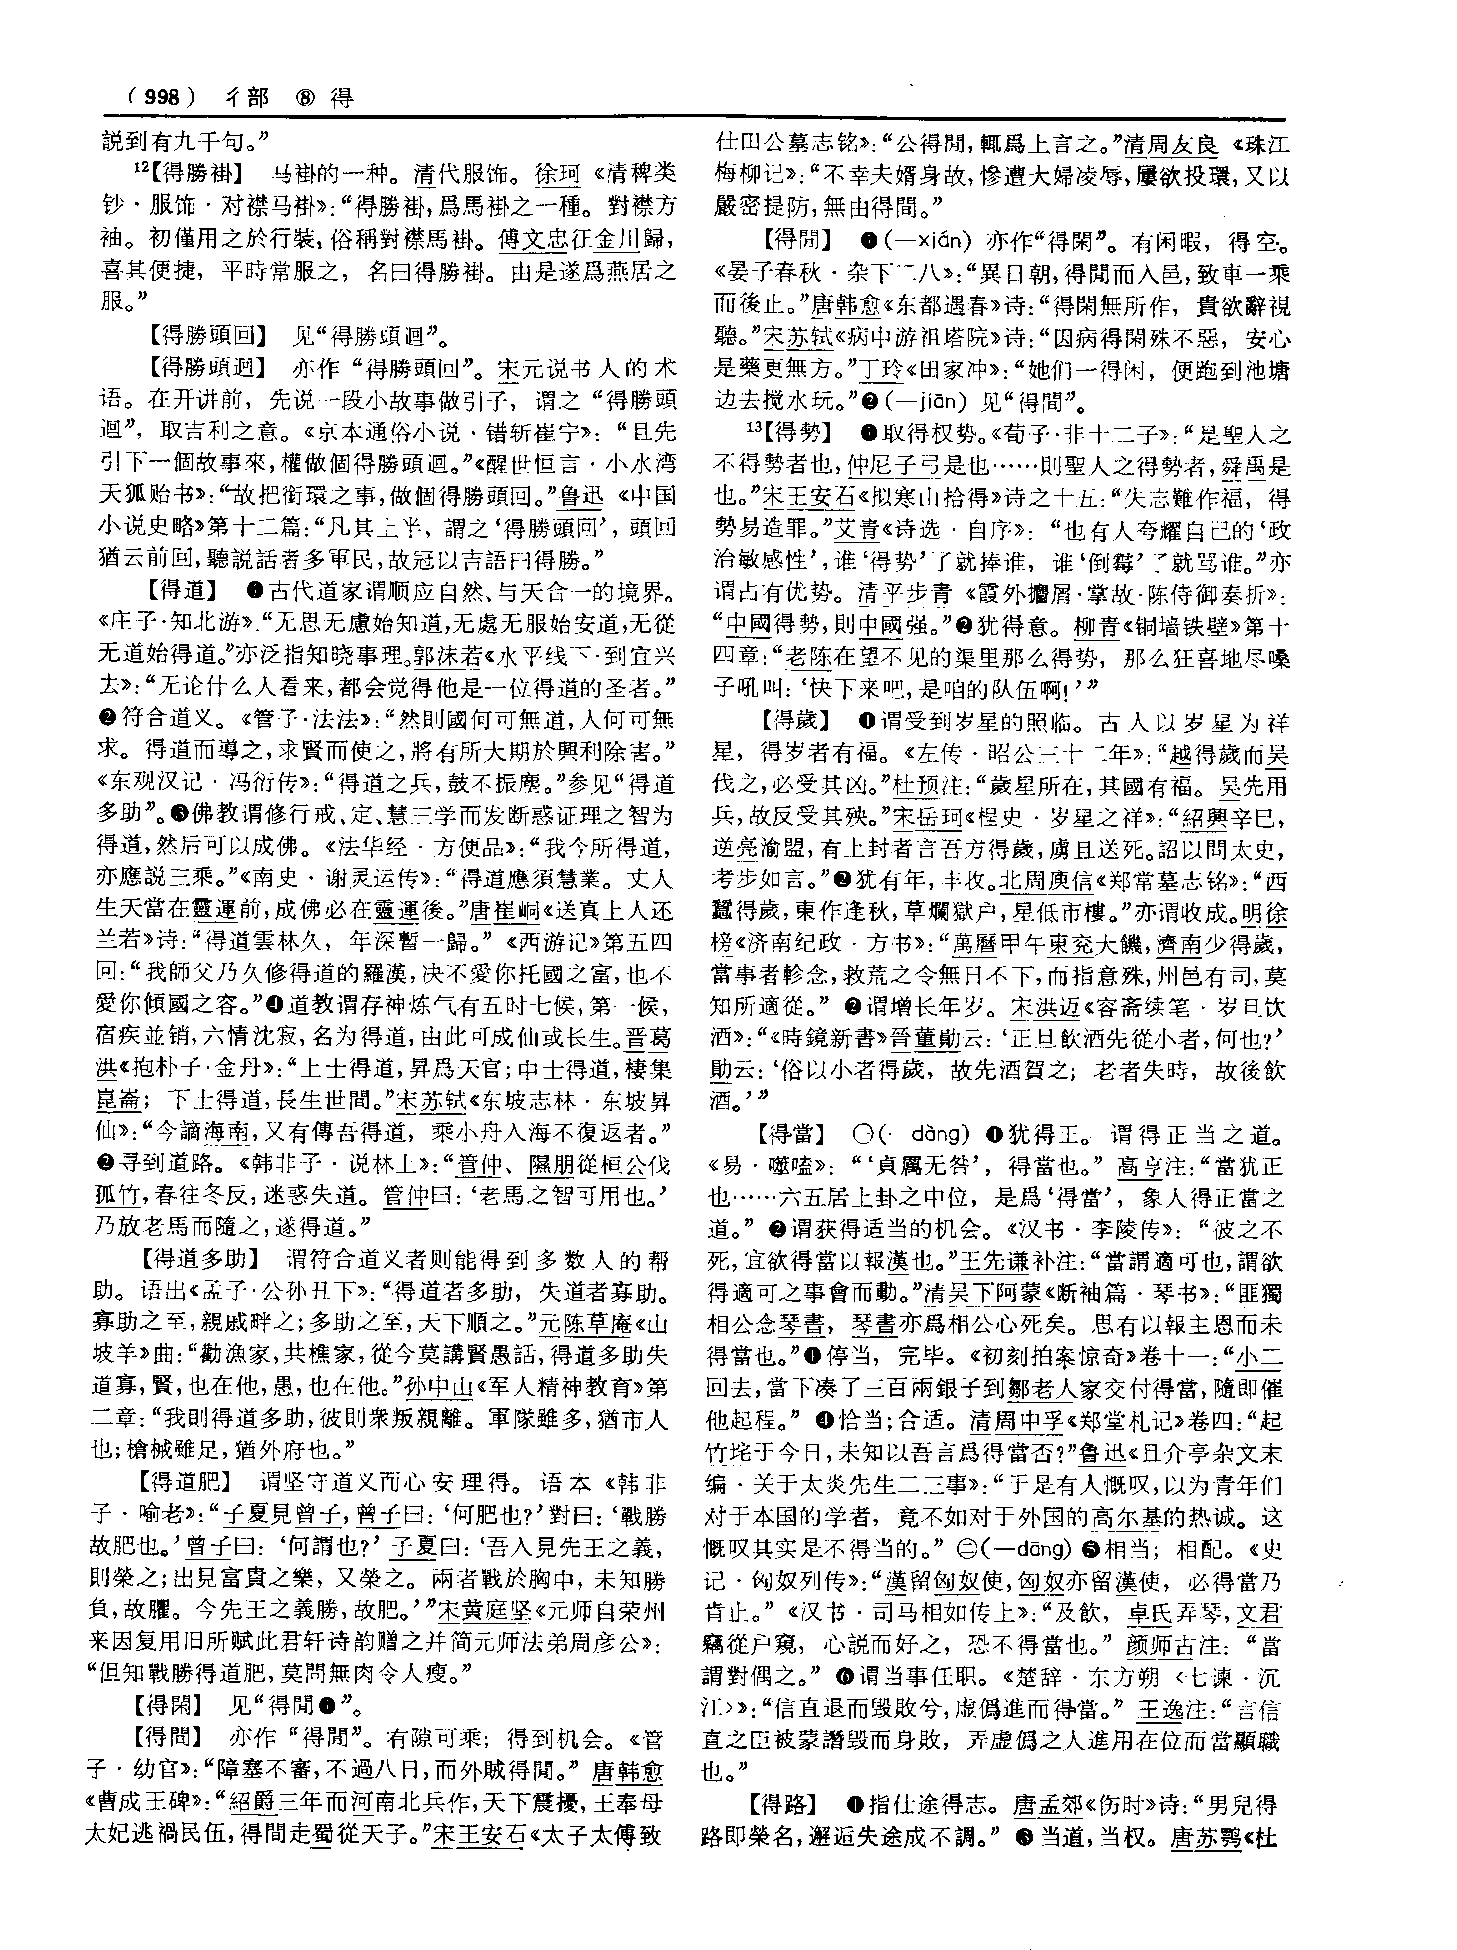 （998） 彳部 ⑧ 得
説到有九千句。”
12【得勝褂】 马褂的一种。清代服饰。徐珂《清稗类
钞·服饰·对襟马褂》：“得勝褂，爲馬褂之一種。對襟方
袖。初僅用之於行裝，俗稱對襟馬褂。傅文忠征金川歸，
喜其便捷，平時常服之，名曰得勝褂。由是遂爲燕居之
服。”
【得勝頭回】 见“得勝頭迴”。
【得勝頭迴】 亦作“得勝頭回”。宋元说书人的术
语。在开讲前，先说一段小故事做引子，谓之“得勝頭
迴”，取吉利之意。《京本通俗小说·错斩崔宁》：“且先
引下一個故事來，權做個得勝頭迴。”《醒世恒言·小水湾
天狐贻书》：“故把銜環之事，做個得勝頭回。”鲁迅《中国
小说史略》第十二篇：“凡其上半，謂之‘得勝頭回’，頭回
猶云前回，聽説話者多軍民，故冠以吉語曰得勝。”
【得道】 ❶古代道家谓顺应自然、与天合一的境界。
《庄子·知北游》：“无思无慮始知道，无處无服始安道，无從
无道始得道。”亦泛指知晓事理。郭沫若《水平线下·到宜兴
去》：“无论什么人看来，都会觉得他是一位得道的圣者。”
❷符合道义。《管子·法法》：“然則國何可無道，人何可無
求。得道而導之，求賢而使之，將有所大期於興利除害。”
《东观汉记·冯衍传》：“得道之兵，鼓不振塵。”参见“得道
多助”。❸佛教谓修行戒、定、慧三学而发断惑证理之智为
得道，然后可以成佛。《法华经·方便品》：“我今所得道，
亦應説三乘。”《南史·谢灵运传》：“得道應須慧業。丈人
生天當在靈運前，成佛必在靈運後。”唐崔峒《送真上人还
兰若》诗：“得道雲林久，年深暫一歸。”《西游记》第五四
回：“我師父乃久修得道的羅漢，决不愛你托國之富，也不
愛你傾國之容。”❹道教谓存神炼气有五时七候，第一候，
宿疾並销，六情沈寂，名为得道，由此可成仙或长生。晋葛
洪《抱朴子·金丹》：“上士得道，昇爲天官；中士得道，棲集
崑崙；下士得道，長生世間。”宋苏轼《东坡志林·东坡昇
仙》：“今謫海南，又有傳吾得道，乘小舟入海不復返者。”
❷寻到道路。《韩非子·说林上》：“管仲、隰朋從桓公伐
孤竹，春往冬反；迷惑失道。管仲曰：‘老馬之智可用也。’
乃放老馬而隨之，遂得道。”
【得道多助】 谓符合道义者则能得到多数人的帮
助。语出《孟子·公孙丑下》：“得道者多助，失道者寡助。
寡助之至，親戚畔之；多助之至，天下順之。”元陈草庵《山
坡羊》曲：“勸漁家，共樵家，從今莫講賢愚話，得道多助失
道寡，賢，也在他，愚，也在他。”孙中山《军人精神教育》第
二章：“我則得道多助，彼則衆叛親離。軍隊雖多，猶市人
也；槍械雖足，猶外府也。”
【得道肥】 谓坚守道义而心安理得。语本《韩非
子·喻老》：“子夏見曾子，曾子曰：‘何肥也？’對曰：‘戰勝
故肥也。’曾子曰：‘何謂也？’子夏曰：‘吾入見先王之義，
則榮之；出見富貴之樂，又榮之。兩者戰於胸中，未知勝
負，故臞。今先王之義勝，故肥。’”宋黄庭坚《元师自荣州
来因复用旧所赋此君轩诗韵赠之并简元师法弟周彦公》：
“但知戰勝得道肥，莫問無肉令人瘦。”
【得閑】 见“得閒❶”。
【得間】 亦作“得閒”。有隙可乘；得到机会。《管
子·幼官》：“障塞不審，不過八日，而外賊得閒。”唐韩愈
《曹成王碑》：“紹爵三年而河南北兵作，天下震擾，王奉母
太妃逃禍民伍，得間走蜀從天子。”宋王安石《太子太傅致
仕田公墓志铭》：“公得閒，輒爲上言之。”清周友良《珠江
梅柳记》：“不幸夫婿身故，慘遭大婦凌辱，屢欲投環，又以
嚴密提防，無由得間。”
【得閒】 ❶（—xián）亦作“得閑”。有闲暇，得空。
《晏子春秋·杂下二八》：“異日朝，得閒而入邑，致車一乘
而後止。”唐韩愈《东都遇春》诗：“得閑無所作，貴欲辭視
聽。”宋苏轼《病中游祖塔院》诗：“因病得閑殊不惡，安心
是藥更無方。”丁玲《田家冲》：“她们一得闲，便跑到池塘
边去搅水玩。”❷（—jiān）见“得間”。
13【得勢】 ❶取得权势。《荀子·非十二子》：“是聖人之
不得勢者也，仲尼子弓是也……則聖人之得勢者，舜禹是
也。”宋王安石《拟寒山拾得》诗之十五：“失志難作福，得
勢易造罪。”艾青《诗选·自序》：“也有人夸耀自己的‘政
治敏感性’，谁‘得势’了就捧谁，谁‘倒霉’了就骂谁。”亦
谓占有优势。清平步青《霞外攟屑·掌故·陈侍御奏折》：
“中國得勢，則中國强。”❷犹得意。柳青《铜墙铁壁》第十
四章：“老陈在望不见的渠里那么得势，那么狂喜地尽嗓
子吼叫：‘快下来吧，是咱的队伍啊！’”
【得歲】 ❶谓受到岁星的照临。古人以岁星为祥
星，得岁者有福。《左传·昭公三十二年》：“越得歲而吴
伐之，必受其凶。”杜预注：“歲星所在，其國有福。吴先用
兵，故反受其殃。”宋岳珂《桯史·岁星之祥》：“紹興辛巳，
逆亮渝盟，有上封者言吾方得歲，虜且送死。詔以問太史，
考步如言。”❷犹有年，丰收。北周庾信《郑常墓志铭》：“西
蠶得歲，東作逢秋，草爛獄户，星低市樓。”亦谓收成。明徐
榜《济南纪政·方书》：“萬曆甲午東兗大饑，濟南少得歲，
當事者軫念，救荒之令無日不下，而指意殊，州邑有司，莫
知所適從。” ❷谓增长年岁。宋洪迈《容斋续笔·岁旦饮
酒》：“《時鏡新書》晉董勛云：‘正旦飲酒先從小者，何也？’
勛云：‘俗以小者得歲，故先酒賀之；老者失時，故後飲
酒。’”
【得當】 ㊀（- dàng）❶犹得正。谓得正当之道。
《易·噬嗑》：“‘貞厲无咎’，得當也。”高亨注：“當犹正
也……六五居上卦之中位，是爲‘得當’，象人得正當之
道。” ❷谓获得适当的机会。《汉书·李陵传》：“彼之不
死，宜欲得當以報漢也。”王先谦补注：“當謂適可也，謂欲
得適可之事會而動。”清吴下阿蒙《断袖篇·琴书》：“匪獨
相公念琴書，琴書亦爲相公心死矣。思有以報主恩而未
得當也。”❶停当，完毕。《初刻拍案惊奇》卷十一：“小二
回去，當下凑了三百兩銀子到鄒老人家交付得當，隨即催
他起程。” ❹恰当；合适。清周中孚《郑堂札记》卷四：“起
竹垞于今日，未知以吾言爲得當否？”鲁迅《且介亭杂文末
编·关于太炎先生二三事》：“于是有人慨叹，以为青年们
对于本国的学者，竟不如对于外国的高尔基的热诚。这
慨叹其实是不得当的。”㊁（—dāng）❺相当；相配。《史
记·匈奴列传》：“漢留匈奴使，匈奴亦留漢使，必得當乃
肯止。”《汉书·司马相如传上》：“及飲，卓氏弄琴，文君
竊從户窺，心説而好之，恐不得當也。”颜师古注：“當
謂對偶之。” ❻谓当事任职。《楚辞·东方朔〈七谏·沉
江〉》：“信直退而毁敗兮，虚僞進而得當。”王逸注：“言信
直之臣被蒙譖毁而身敗，弄虚僞之人進用在位而當顯職
也。”
【得路】 ❶指仕途得志。唐孟郊《伤时》诗：“男兒得
路即榮名，邂逅失途成不調。” ❸当道，当权。唐苏鹗《杜